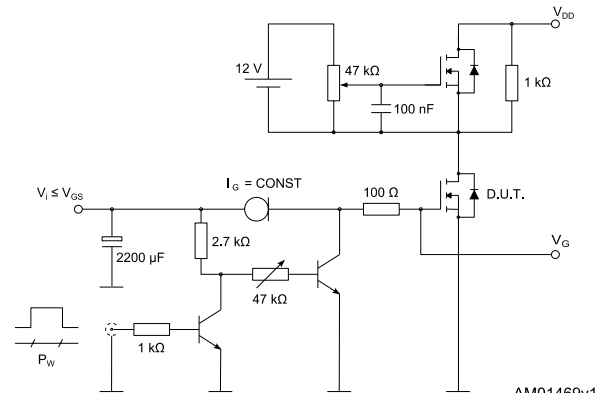 V_DD
12 V
47 kΩ
100 nF
1 kΩ
V_i ≤ V_GS
I_G = CONST
100 Ω
D.U.T.
2200 μF
2.7 kΩ
V_G
47 kΩ
1 kΩ
P_W
AM01469v1